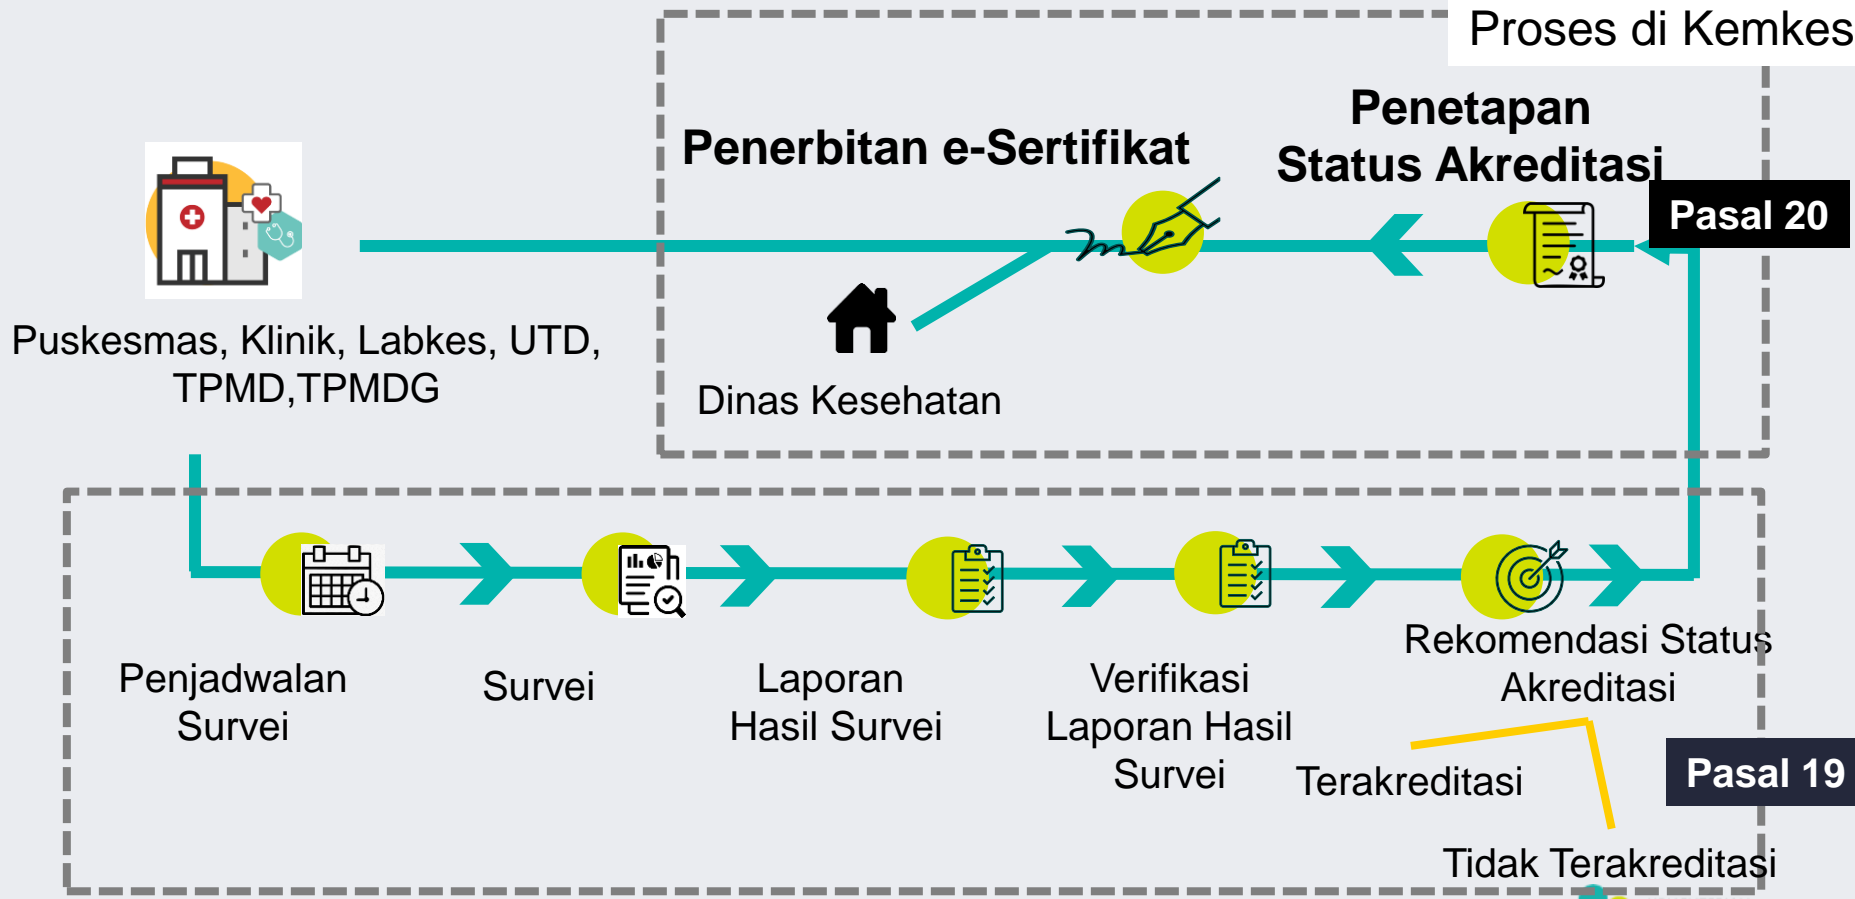 Proses di Kemkes
Penerbitan e-Sertifikat
Penetapan
Status Akreditasi
Pasal 20
Puskesmas, Klinik, Labkes, UTD,
TPMD,TPMDG
Dinas Kesehatan
Penjadwalan
Survei
Survei
Laporan
Hasil Survei
Verifikasi
Laporan Hasil
Survei
Rekomendasi Status
Akreditasi
Terakreditasi
Pasal 19
Tidak Terakreditasi